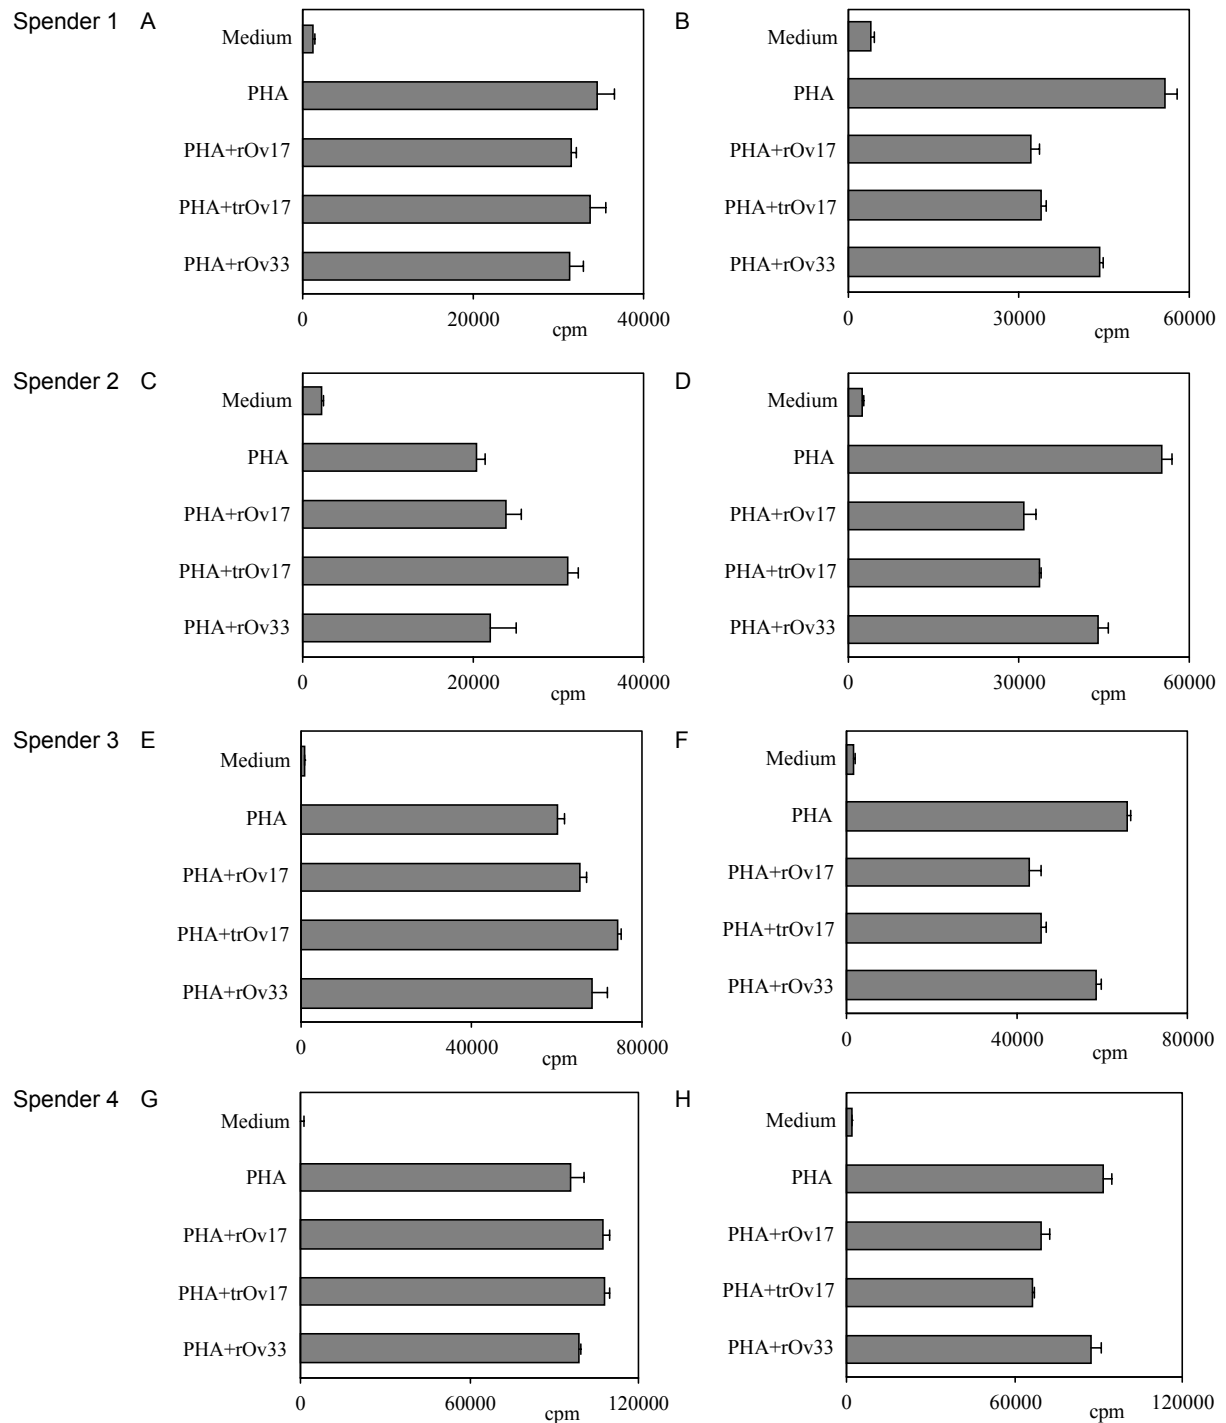 Spender 1 A
Medium
PHA
PHA+rOv17
PHA+trOv17
PHA+rOv33
0 20000 40000
cpm
B
Medium
PHA
PHA+rOv17
PHA+trOv17
PHA+rOv33
0 30000 60000
cpm
Spender 2 C
Medium
PHA
PHA+rOv17
PHA+trOv17
PHA+rOv33
0 20000 40000
cpm
D
Medium
PHA
PHA+rOv17
PHA+trOv17
PHA+rOv33
0 30000 60000
cpm
Spender 3 E
Medium
PHA
PHA+rOv17
PHA+trOv17
PHA+rOv33
0 40000 80000
cpm
F
Medium
PHA
PHA+rOv17
PHA+trOv17
PHA+rOv33
0 40000 80000
cpm
Spender 4 G
Medium
PHA
PHA+rOv17
PHA+trOv17
PHA+rOv33
0 60000 120000
cpm
H
Medium
PHA
PHA+rOv17
PHA+trOv17
PHA+rOv33
0 60000 120000
cpm